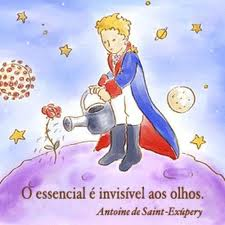 O essencial é invisível aos olhos.
Antoine de Saint-Exúpery